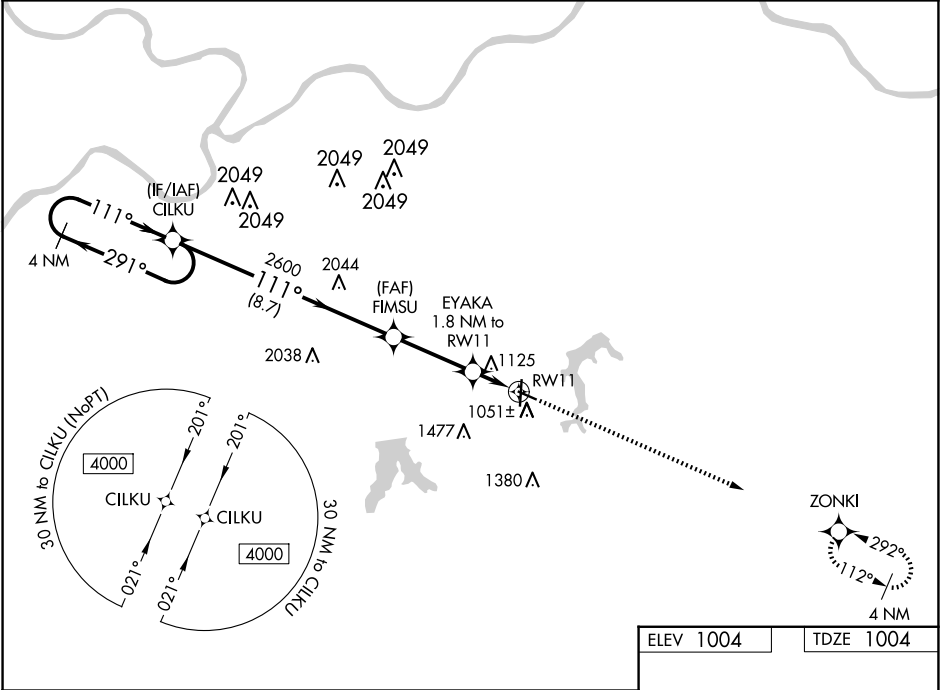 2049
2049
2049
2049
2049
(IF/IAF)
CILKU
111°
291°
4 NM
2600
111°
(8.7)
2044
(FAF)
FIMSU
EYAKA
1.8 NM to
RW11
2038
1125
RW11
1051±
1477
1380
30 NM to CILKU (NoPT)
201°
4000
CILKU
021°
201°
CILKU
4000
021°
30 NM to CILKU
ZONKI
292°
112°
4 NM
ELEV 1004
TDZE 1004